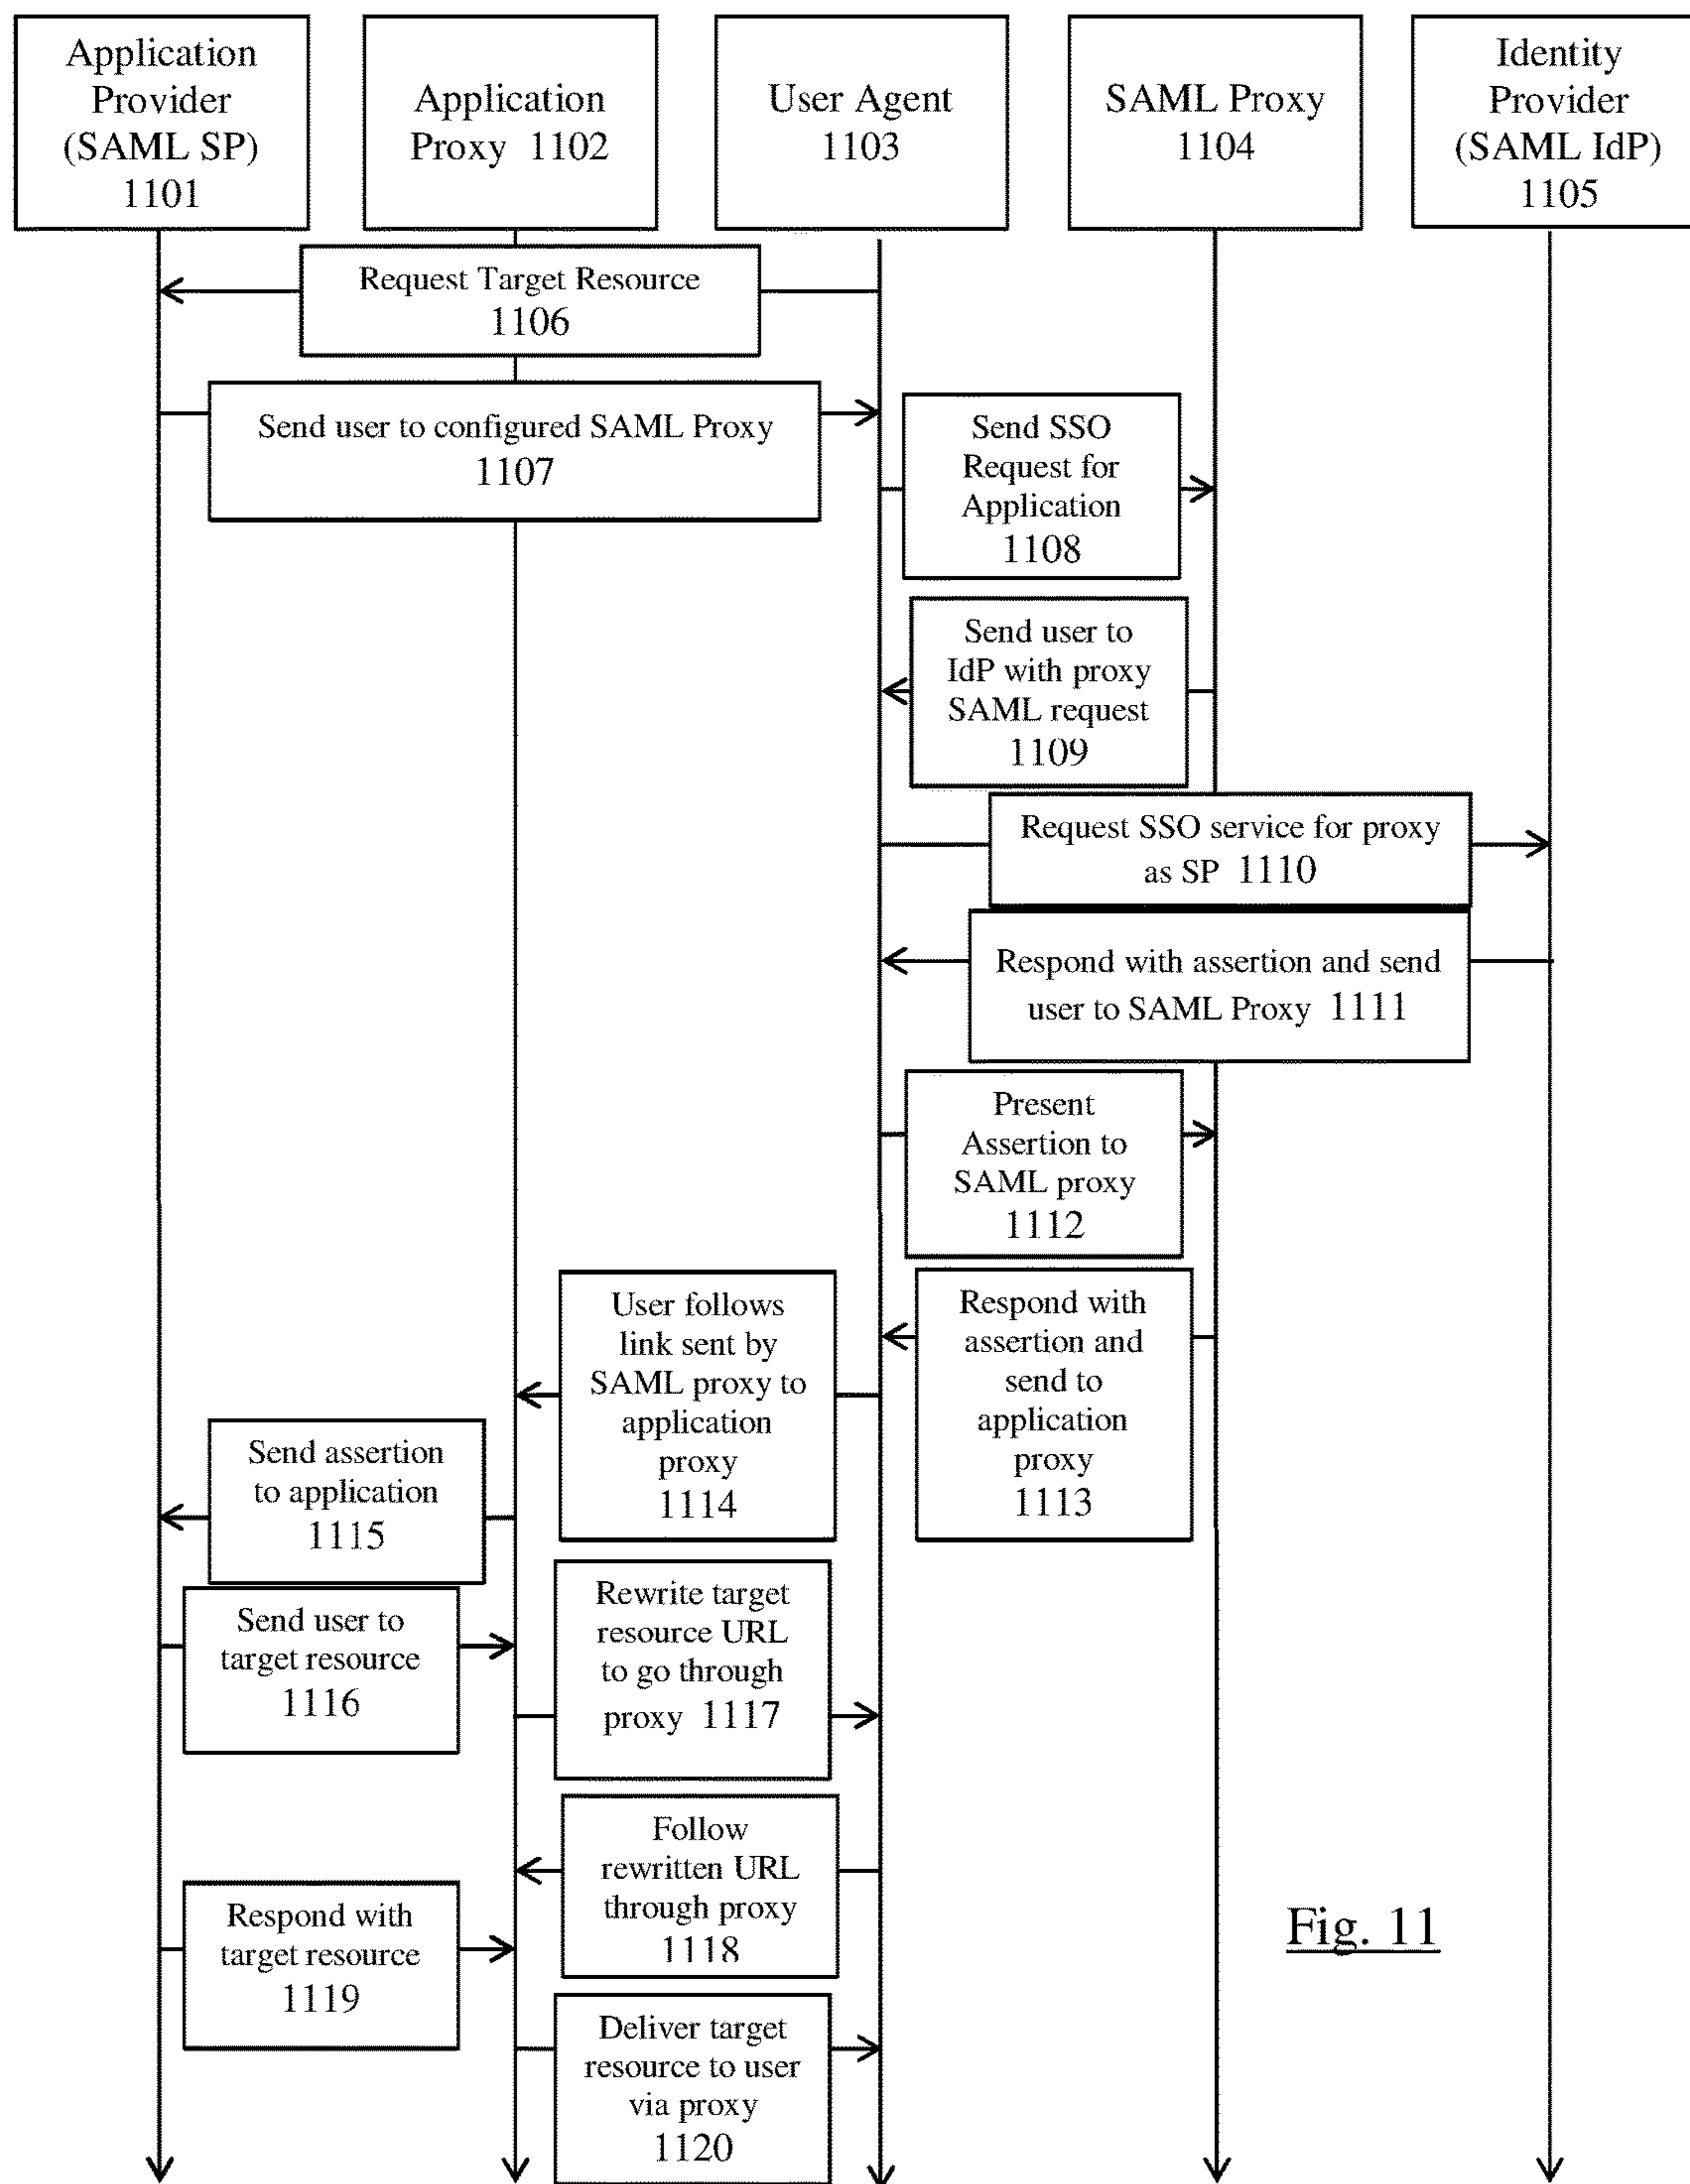 Application
Provider
(SAML SP)
1101
Application
Proxy 1102
User Agent
1103
SAML Proxy
1104
Identity
Provider
(SAML IdP)
1105
Request Target Resource
1106
Send user to configured SAML Proxy
1107
Send SSO
Request for
Application
1108
Send user to
IdP with proxy
SAML request
1109
Request SSO service for proxy
as SP 1110
Respond with assertion and send
user to SAML Proxy 1111
Present
Assertion to
SAML proxy
1112
Respond with
assertion and
send to
application
proxy
1113
User follows
link sent by
SAML proxy to
application
proxy
1114
Send assertion
to application
1115
Send user to
target resource
1116
Rewrite target
resource URL
to go through
proxy 1117
Follow
rewritten URL
through proxy
1118
Respond with
target resource
1119
Deliver target
resource to user
via proxy
1120
Fig. 11